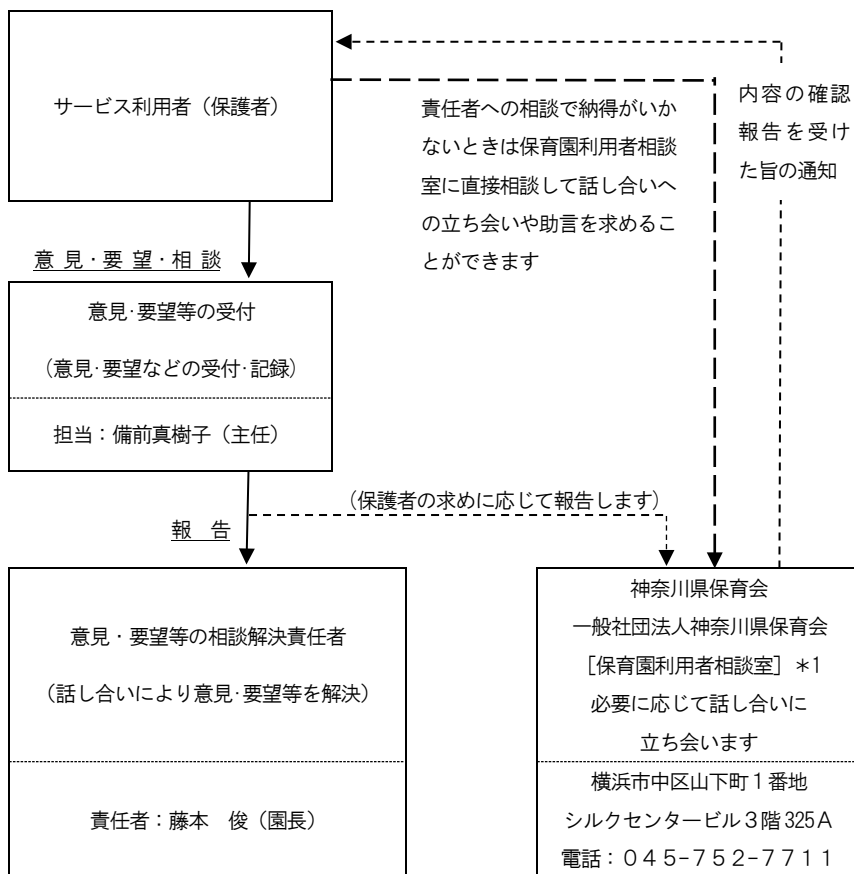 サービス利用者（保護者）
責任者への相談で納得がいか
ないときは保育園利用者相談
室に直接相談して話し合いへ
の立ち会いや助言を求めるこ
とができます
内容の確認
報告を受け
た旨の通知
意見・要望・相談
意見･要望等の受付
（意見･要望などの受付･記録）
担当：備前真樹子（主任）
（保護者の求めに応じて報告します）
報　告
意見・要望等の相談解決責任者
（話し合いにより意見･要望等を解決）
責任者：藤本　俊（園長）
神奈川県保育会
一般社団法人神奈川県保育会
［保育園利用者相談室］＊1
必要に応じて話し合いに
立ち会います
横浜市中区山下町１番地
シルクセンタービル３階325Ａ
電話：０４５−７５２−７７１１